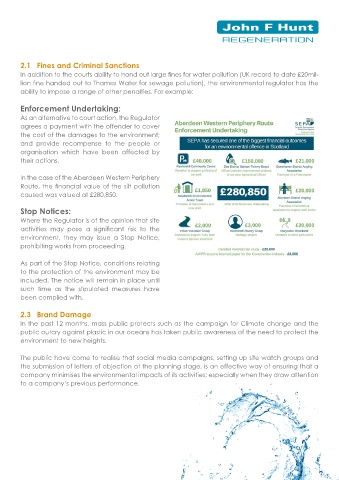 John F Hunt
REGENERATION
2.1 Fines and Criminal Sanctions
In addition to the courts ability to hand out large fines for water pollution (UK record to date £20mil-
lion fine handed out to Thames Water for sewage pollution), the environmental regulator has the
ability to impose a range of other penalties. For example:
Enforcement Undertaking:
As an alternative to court action, the Regulator
agrees a payment with the offender to cover
the cost of the damages to the environment;
and provide recompense to the people or
organisation which have been affected by
their actions.
In the case of the Aberdeen Western Periphery
Route, the financial value of the silt pollution
caused was valued at £280,850.
Stop Notices:
Where the Regulator is of the opinion that site
activities may pose a significant risk to the
environment, they may issue a Stop Notice,
prohibiting works from proceeding.
As part of the Stop Notice, conditions relating
to the protection of the environment may be
included. The notice will remain in place until
such time as the stipulated measures have
been complied with.
Aberdeen Western Periphery Route
Enforcement Undertaking
SEPA
SEPA has secured one of the biggest financial outcomes
for an environmental offence in Scotland
£40,000
£150,000
£21,000
£280,850
£3,000
£30,000
2.3 Brand Damage
In the past 12 months, mass public protests such as the campaign for Climate change and the
public outcry against plastic in our oceans has taken public awareness of the need to protect the
environment to new heights.
The public have come to realise that social media campaigns, setting up site watch groups and
the submission of letters of objection at the planning stage, is an effective way of ensuring that a
company minimises the environmental impacts of its activities; especially when they draw attention
to a company's previous performance.